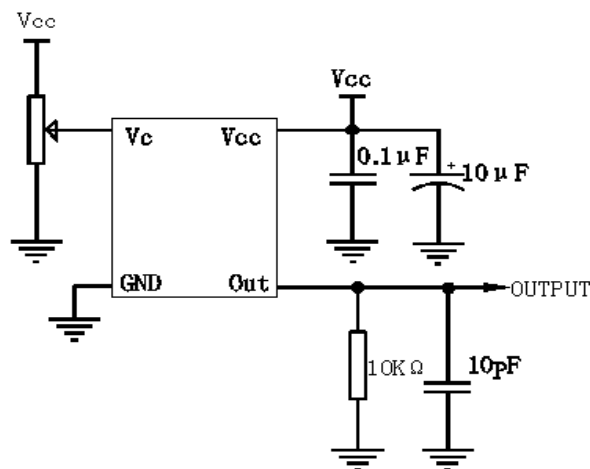 Vcc
Vcc
Vc
Vcc
0.1μF
+
10μF
GND
Out
OUTPUT
10KΩ
10pF